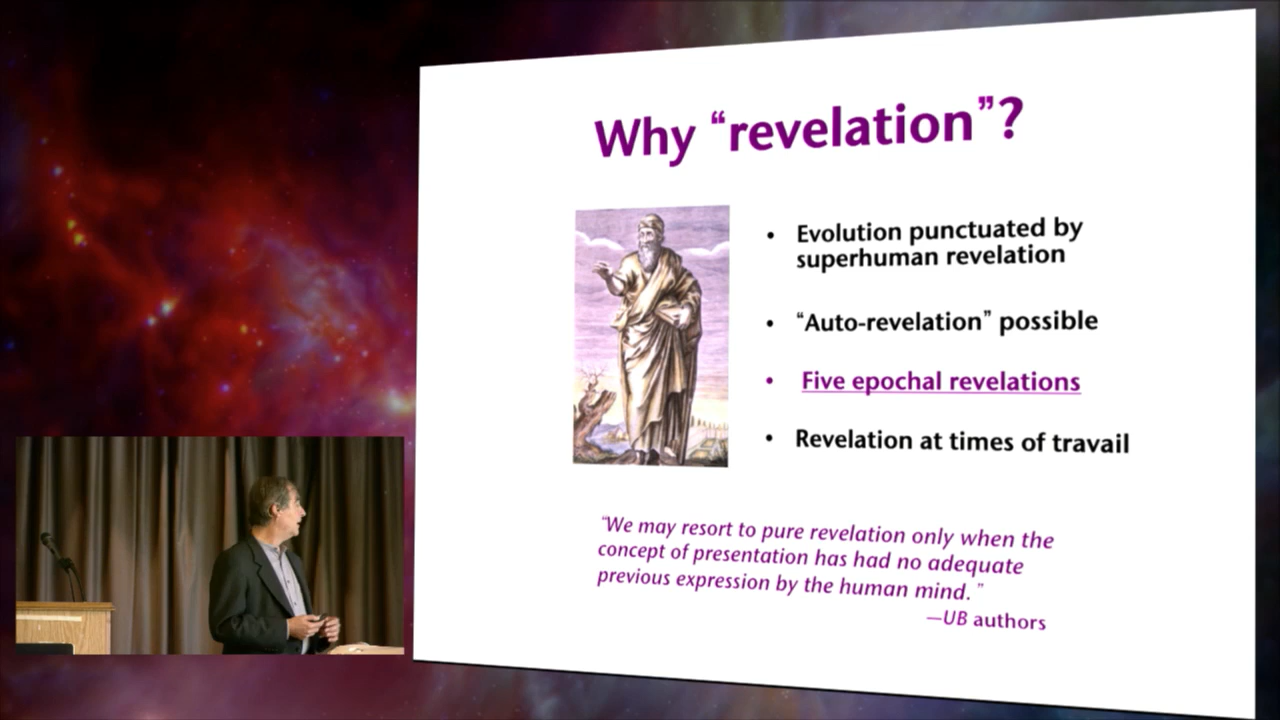 Why “revelation”?
• Evolution punctuated by
superhuman revelation
• “Auto-revelation” possible
• Five epochal revelations
• Revelation at times of travail
“We may resort to pure revelation only when the
concept of presentation has had no adequate
previous expression by the human mind. ”
—UB authors